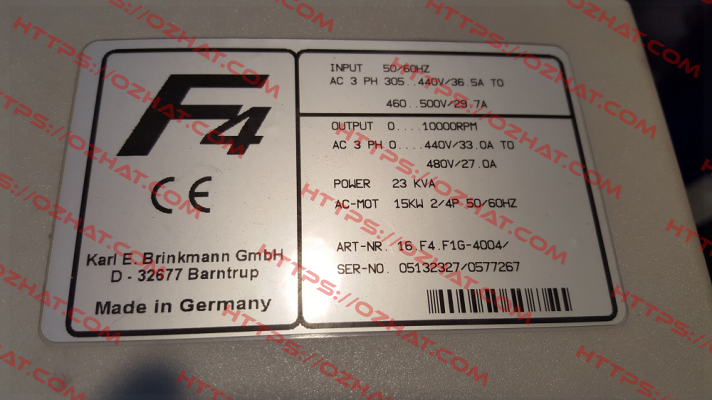 F4
CE
Karl E. Brinkmann GmbH
D - 32677 Barntrup
Made in Germany
INPUT 50/60HZ
AC 3 PH 305..440V/36.5A TO
460..500V/29.7A
OUTPUT 0....10000RPM
AC 3 PH 0....440V/33.0A TO
480V/27.0A
POWER 23 KVA
AC-MOT 15KW 2/4P 50/60HZ
ART-NR. 16.F4.F1G-4004/
SER-NO. 05132327/0577267
HTTPS://OZHAT.COM